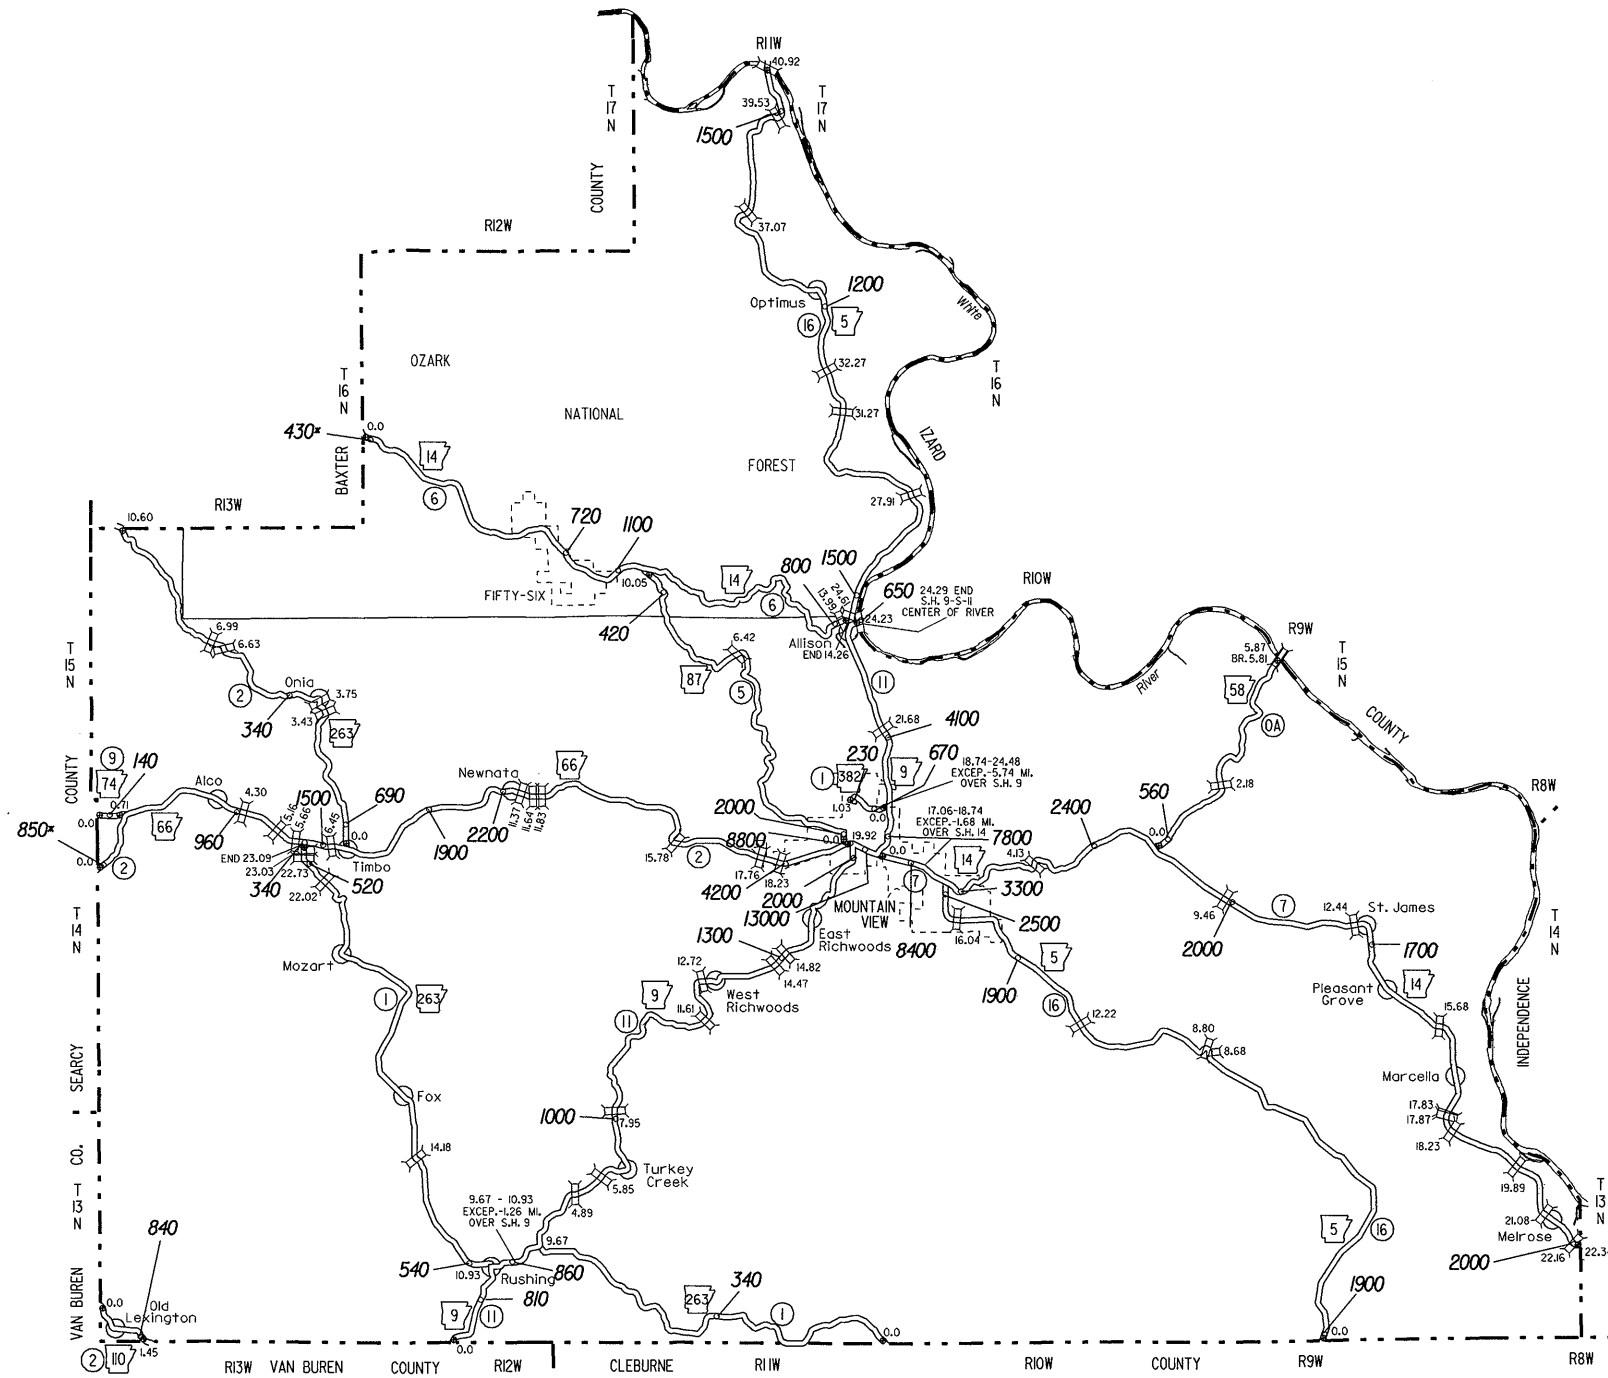 R11W
40.92
T
17
N
T
17
N
39.53
1500
COUNTY
37.07
R12W
Optimus
1200
16
5
White
32.27
OZARK
T
16
N
T
16
N
NATIONAL
31.27
430*
0.0
14
BAXTER
IZARD
FOREST
6
27.91
R13W
10.60
720
1100
800
1500
10.05
14
6
FIFTY-SIX
24.61
13.99
650
24.29 END
S.H. 9-S-11
CENTER OF RIVER
24.23
R10W
420
Allison
END 14.26
R9W
6.99
6.63
T
15
N
T
15
N
6.42
87
5
11
River
5.87
BR. 5.81
58
0A
2
Onia
3.75
340
3.43
263
21.68
4100
COUNTY
COUNTY
9
74
140
Alco
Newnata
66
230
1
382
9
670
18.74-24.48
EXCEP.-5.74 MI.
OVER S.H. 9
1.03
0.0
R8W
2.18
0.71
0.0
4.30
5.16
5.66
1500
6.45
690
0.0
11.37
11.64
11.83
2200
2000
17.06-18.74
EXCEP.-1.68 MI.
OVER S.H. 14
2400
560
850*
66
960
0.0
2
END 23.09
23.03
340
22.73
22.02
Timbo
520
1900
15.78
2
8800
0.0
19.92
0.0
7800
14
4.13
0.0
17.76
18.23
4200
2000
13000
7
3300
MOUNTAIN
VIEW
2500
8400
16.04
9.46
7
12.44
St. James
2000
1700
T
14
N
T
14
N
Mozart
1
263
1300
East
Richwoods
12.72
14.82
14.47
9
West
Richwoods
11.61
11
5
1900
16
12.22
8.80
8.68
Pleasant
Grove
14
15.68
INDEPENDENCE
SEARCY
Fox
Marcella
17.83
17.87
18.23
1000
7.95
CO.
14.18
Turkey
Creek
5.85
4.89
19.89
T
13
N
T
13
N
9.67 - 10.93
EXCEP.-1.26 MI.
OVER S.H. 9
9.67
5
16
21.08
Melrose
2000
22.16
840
540
10.93
Rushing
860
VAN BUREN
0.0
Old
Lexington
810
9
11
263
340
1
1900
2
110
1.45
0.0
0.0
0.0
R13W
VAN BUREN
COUNTY
R12W
CLEBURNE
R11W
R10W
COUNTY
R9W
R8W